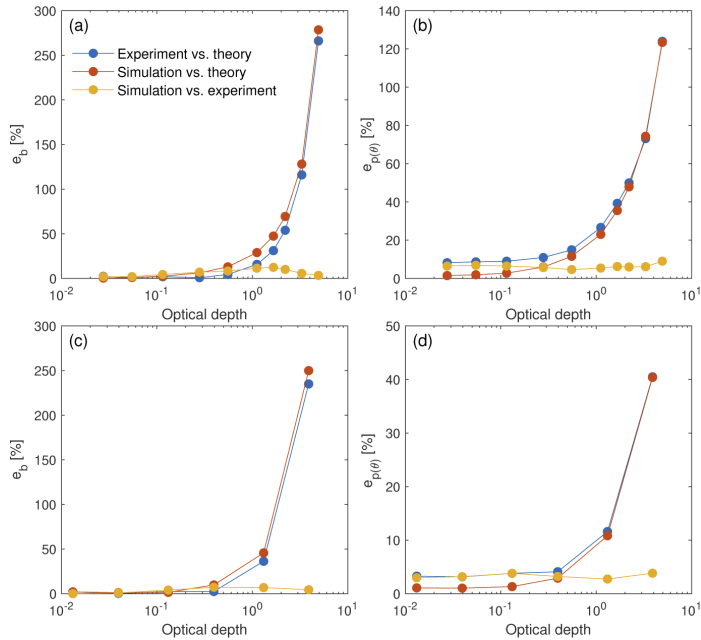 (a)
Experiment vs. theory
Simulation vs. theory
Simulation vs. experiment
e_b [%]
300
250
200
150
100
50
0
10^-2
10^-1
10^0
10^1
Optical depth
(b)
e_p(θ) [%]
140
120
100
80
60
40
20
0
10^-2
10^-1
10^0
10^1
Optical depth
(c)
e_b [%]
300
250
200
150
100
50
0
10^-2
10^-1
10^0
10^1
Optical depth
(d)
e_p(θ) [%]
50
40
30
20
10
0
10^-2
10^-1
10^0
10^1
Optical depth